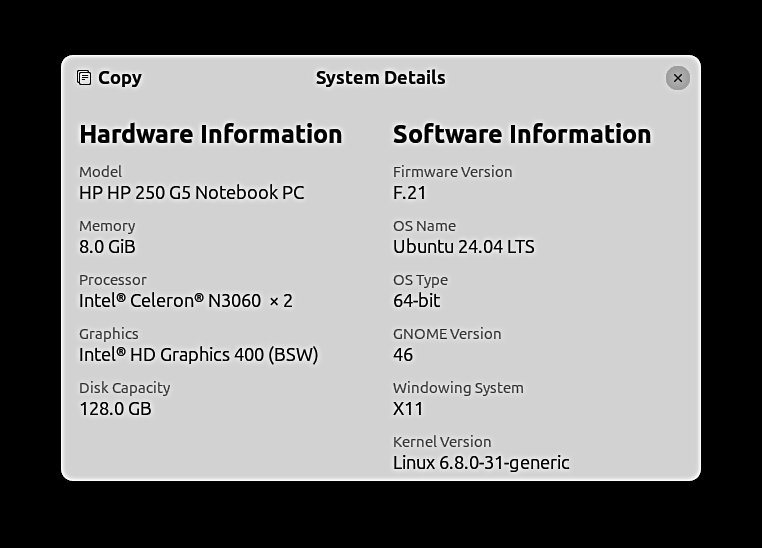 Copy
System Details
Hardware Information
Model
HP HP 250 G5 Notebook PC
Memory
8.0 GiB
Processor
Intel® Celeron® N3060 × 2
Graphics
Intel® HD Graphics 400 (BSW)
Disk Capacity
128.0 GB
Software Information
Firmware Version
F.21
OS Name
Ubuntu 24.04 LTS
OS Type
64-bit
GNOME Version
46
Windowing System
X11
Kernel Version
Linux 6.8.0-31-generic